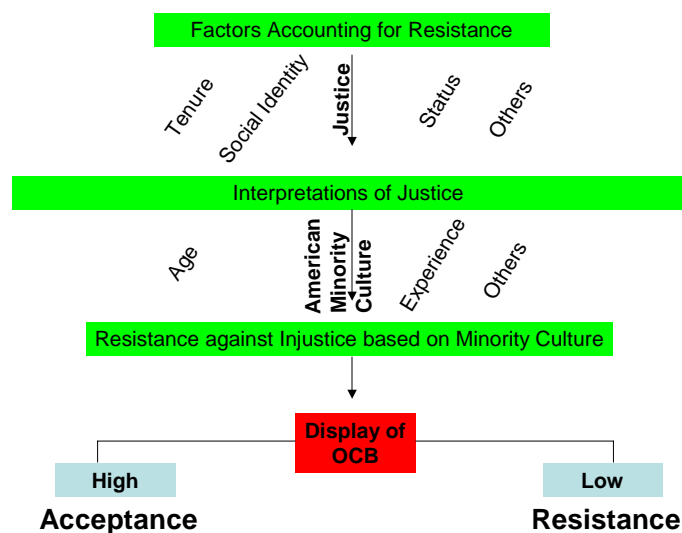 Factors Accounting for Resistance
Tenure
Social Identity
Justice
Status
Others
Interpretations of Justice
Age
American
Minority
Culture
Experience
Others
Resistance against Injustice based on Minority Culture
Display of
OCB
High
Low
Acceptance
Resistance